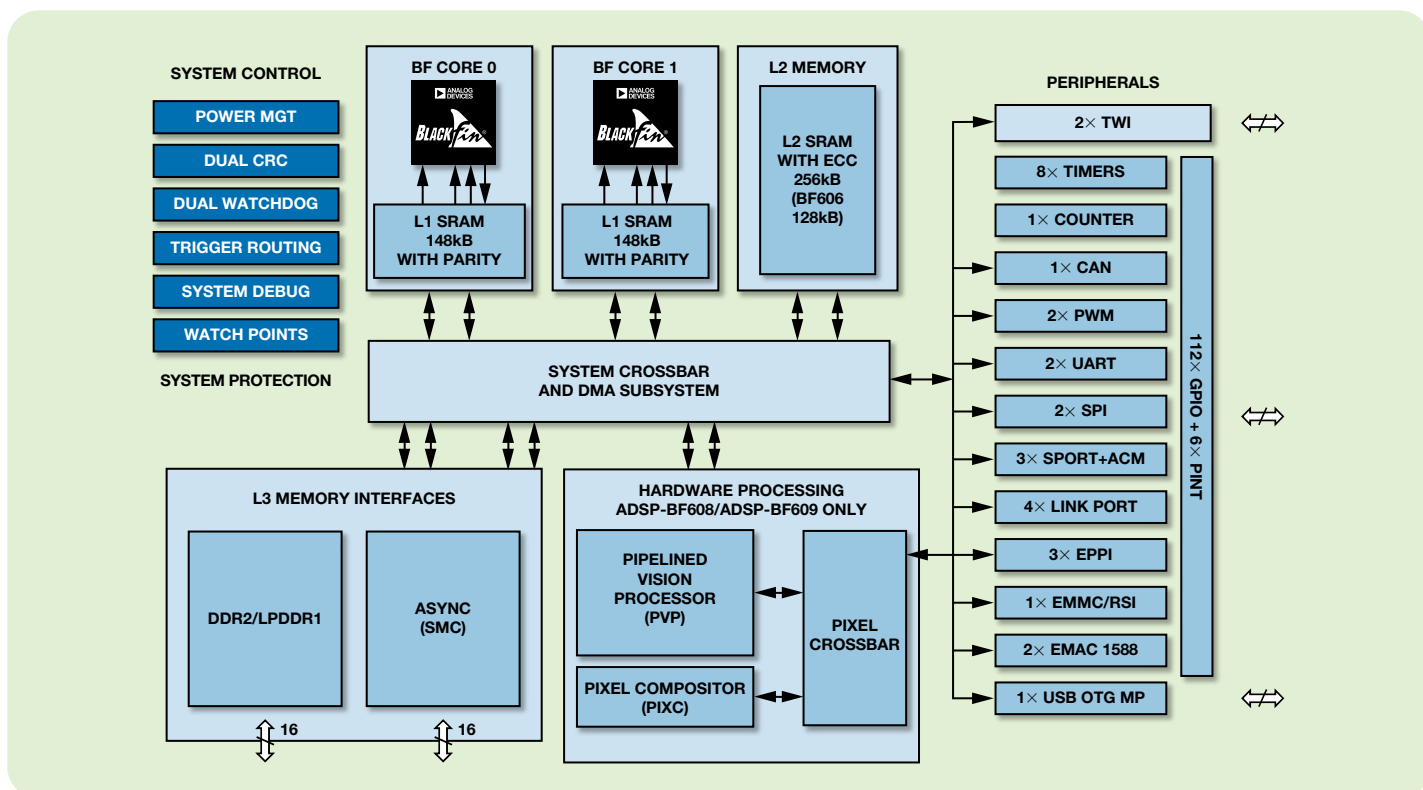 SYSTEM CONTROL
POWER MGT
DUAL CRC
DUAL WATCHDOG
TRIGGER ROUTING
SYSTEM DEBUG
WATCH POINTS
SYSTEM PROTECTION
BF CORE 0
ANALOG
DEVICES
BLACKfin®
L1 SRAM
148kB
WITH PARITY
BF CORE 1
ANALOG
DEVICES
BLACKfin®
L1 SRAM
148kB
WITH PARITY
L2 MEMORY
L2 SRAM
WITH ECC
256kB
(BF606
128kB)
SYSTEM CROSSBAR
AND DMA SUBSYSTEM
L3 MEMORY INTERFACES
DDR2/LPDDR1
ASYNC
(SMC)
16
16
HARDWARE PROCESSING
ADSP-BF608/ADSP-BF609 ONLY
PIPELINED
VISION
PROCESSOR
(PVP)
PIXEL COMPOSITOR
(PIXC)
PIXEL
CROSSBAR
PERIPHERALS
2× TWI
8× TIMERS
1× COUNTER
1× CAN
2× PWM
2× UART
2× SPI
3× SPORT+ACM
4× LINK PORT
3× EPPI
1× EMMC/RSI
2× EMAC 1588
1× USB OTG MP
112× GPIO + 6× PINT